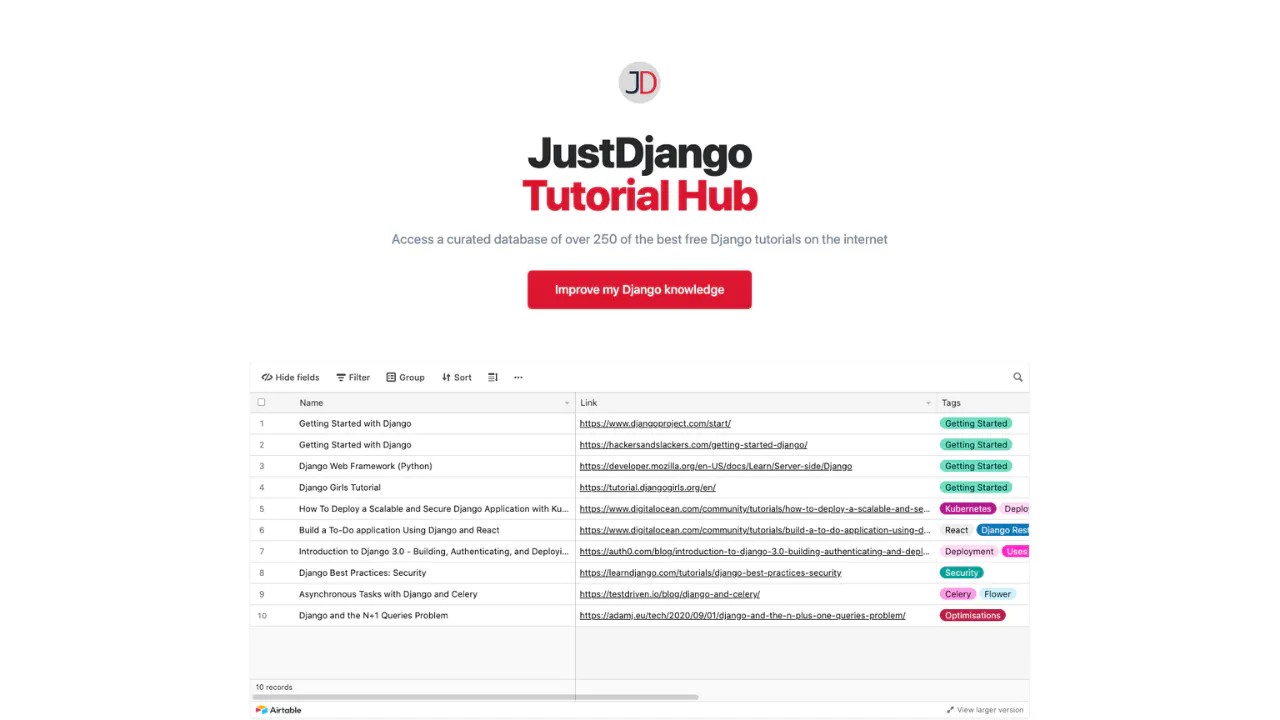 JD
JustDjango
Tutorial Hub
Access a curated database of over 250 of the best free Django tutorials on the internet
Improve my Django knowledge
Hide fields Filter Group Sort ...
Name Link Tags
1 Getting Started with Django https://www.djangoproject.com/start/ Getting Started
2 Getting Started with Django https://hackersandslackers.com/getting-started-django/ Getting Started
3 Django Web Framework (Python) https://developer.mozilla.org/en-US/docs/Learn/Server-side/Django Getting Started
4 Django Girls Tutorial https://tutorial.djangogirls.org/en/ Getting Started
5 How To Deploy a Scalable and Secure Django Application with Ku... https://www.digitalocean.com/community/tutorials/how-to-deploy-a-scalable-and-se... Kubernetes Deplo
6 Build a To-Do application Using Django and React https://www.digitalocean.com/community/tutorials/build-a-to-do-application-using-d... React Django Rest
7 Introduction to Django 3.0 - Building, Authenticating, and Deployi... https://auth0.com/blog/introduction-to-django-3.0-building-authenticating-and-depl... Deployment Uses
8 Django Best Practices: Security https://learndjango.com/tutorials/django-best-practices-security Security
9 Asynchronous Tasks with Django and Celery https://testdriven.io/blog/django-and-celery/ Celery Flower
10 Django and the N+1 Queries Problem https://adamj.eu/tech/2020/09/01/django-and-the-n-plus-one-queries-problem/ Optimisations
10 records
Airtable View larger version